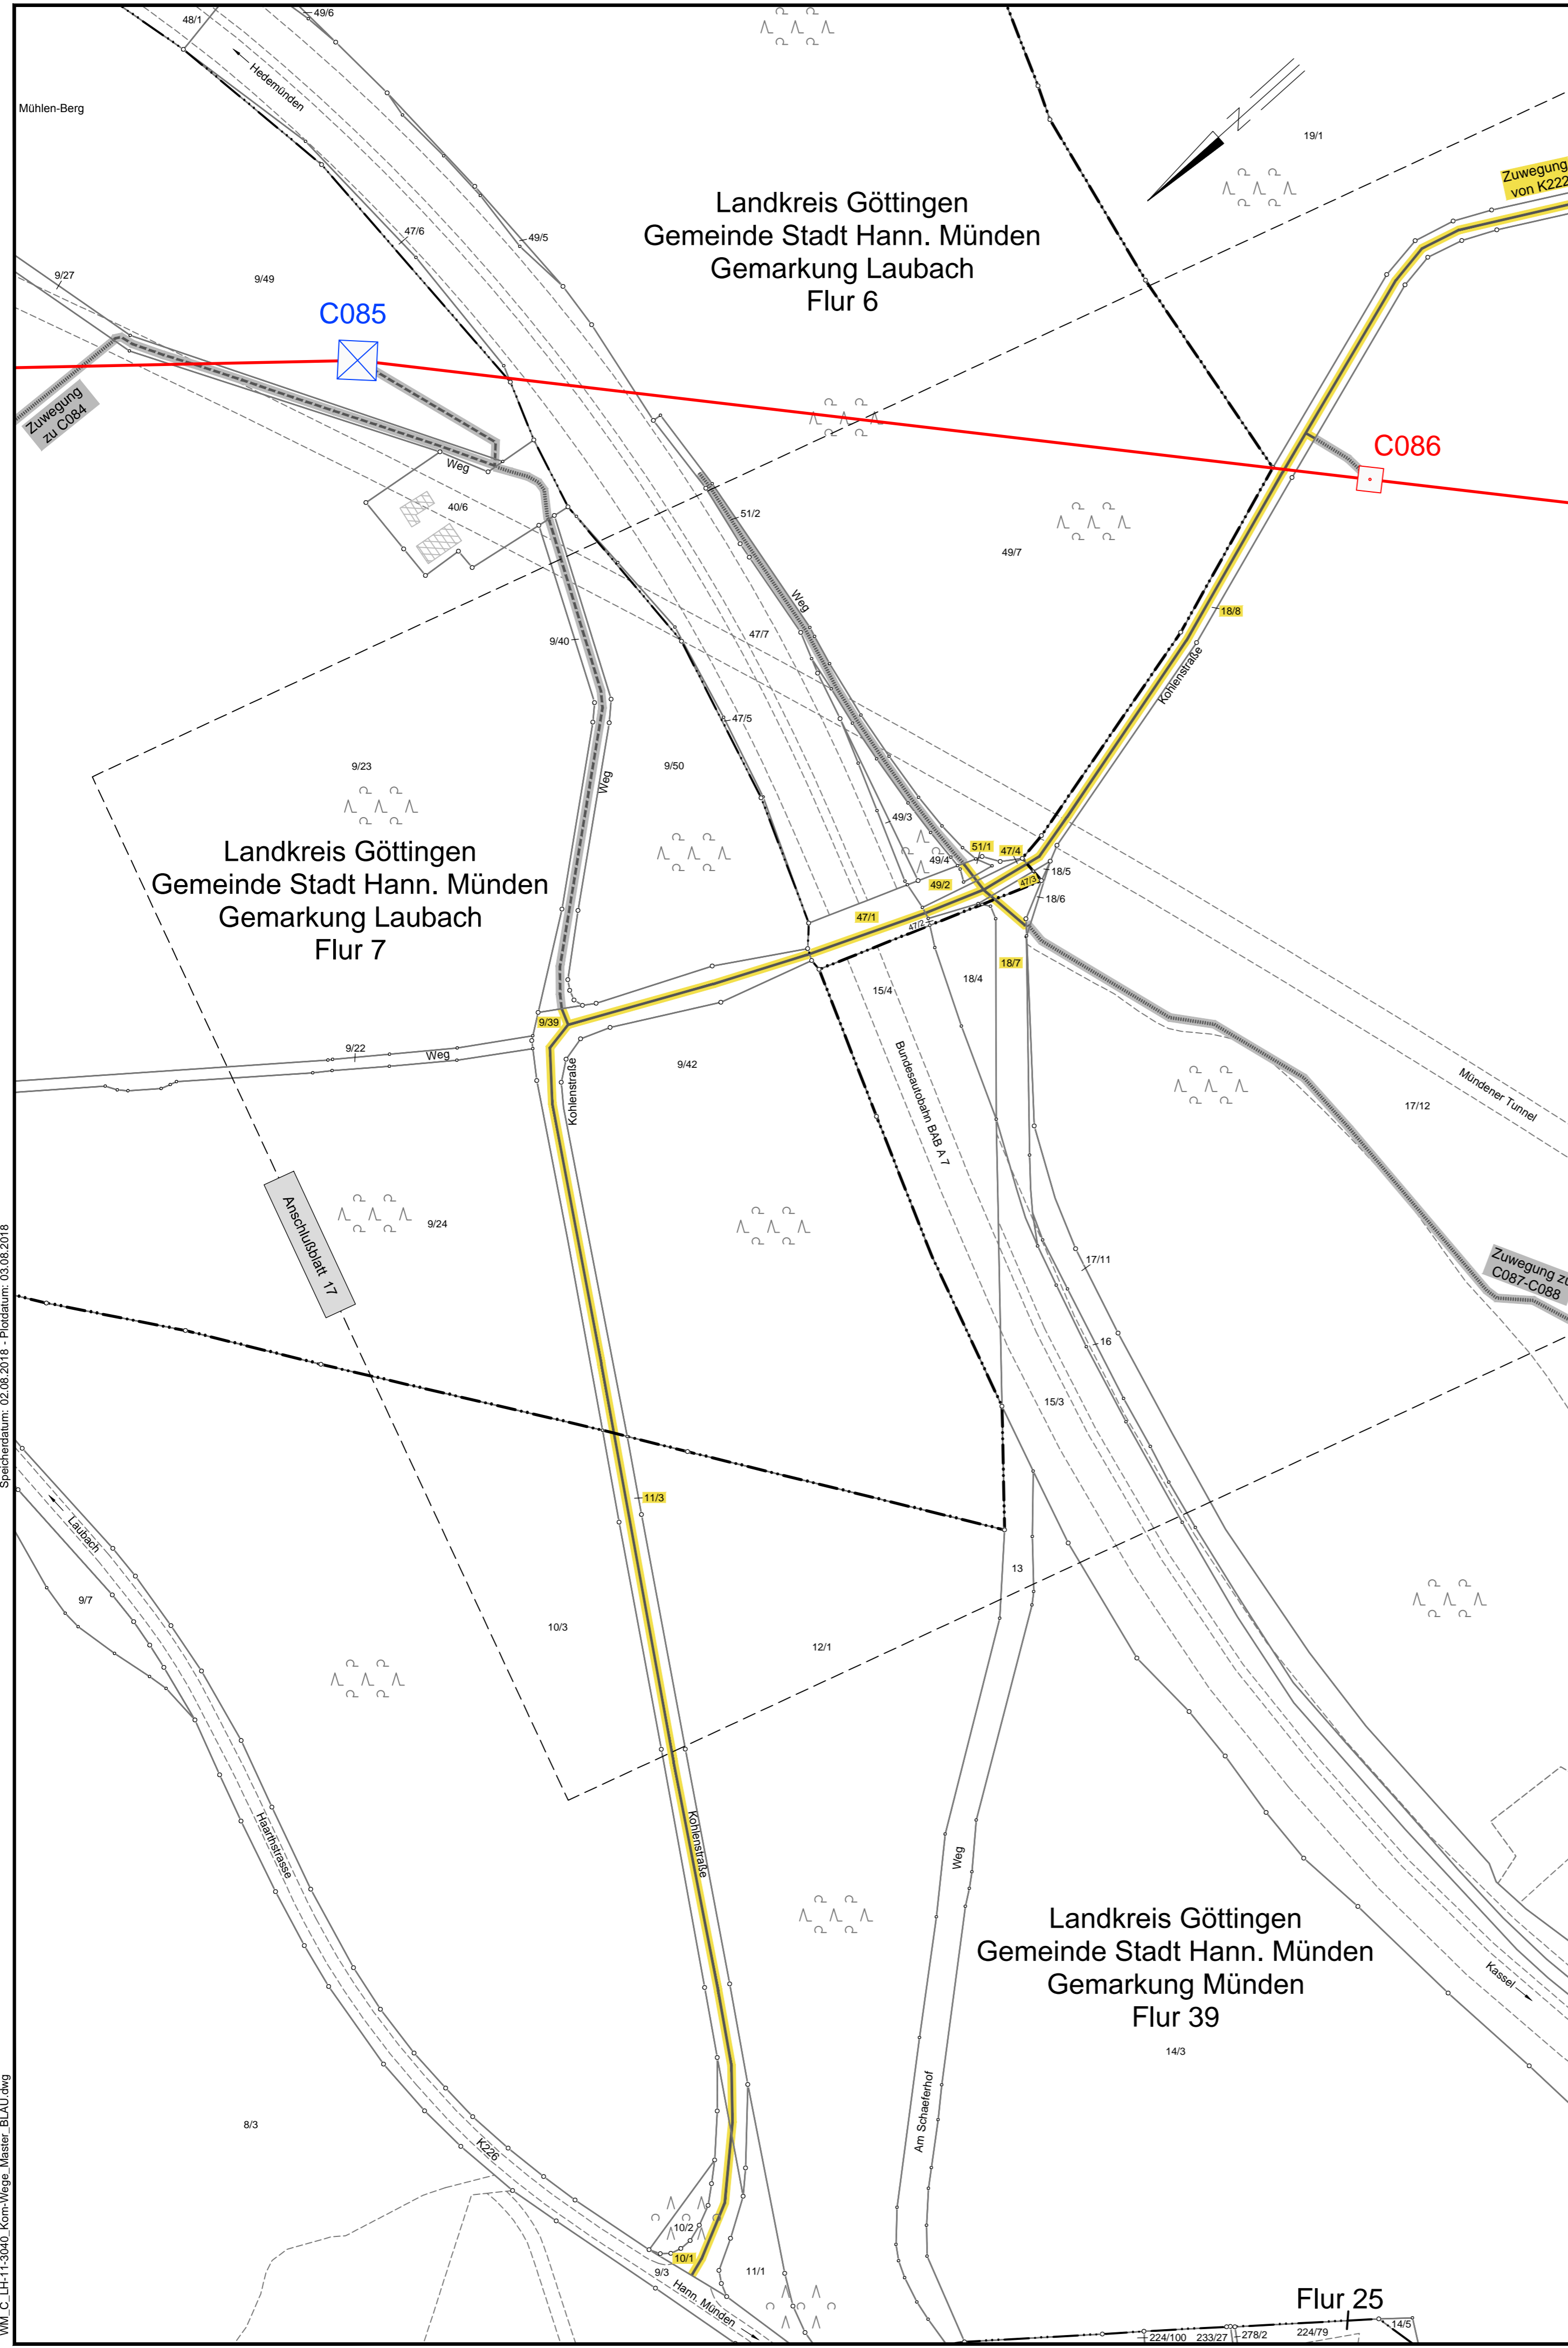 48/1
49/6
Hedemünden
Mühlen-Berg
19/1
Zuwegung
von K222
Landkreis Göttingen
Gemeinde Stadt Hann. Münden
Gemarkung Laubach
Flur 6
47/6
49/5
9/27
9/49
C085
Zuwegung
zu C084
C086
Weg
40/6
51/2
49/7
Weg
18/8
9/40
47/7
Kohlenstraße
47/5
9/23
9/50
Weg
49/3
Landkreis Göttingen
Gemeinde Stadt Hann. Münden
Gemarkung Laubach
Flur 7
51/1
47/4
49/4
18/5
49/2
47/3
18/6
47/1
47/2
18/7
18/4
15/4
9/39
9/22
Weg
9/42
Kohlenstraße
Bundesautobahn BAB A 7
Mündener Tunnel
17/12
Anschlußblatt 17
9/24
17/11
Zuwegung zu
C087-C088
16
15/3
Speicherdatum: 02.08.2018 - Plotdatum: 03.08.2018
11/3
Laubach
13
9/7
10/3
12/1
Haarthstrasse
Kohlenstraße
Weg
Landkreis Göttingen
Gemeinde Stadt Hann. Münden
Gemarkung Münden
Flur 39
Kassel
14/3
Am Schaeferhof
8/3
K226
WM_C_LH-11-3040_Kom-Wege_Master_BLAU.dwg
10/2
10/1
9/3
11/1
Hann. Münden
Flur 25
224/100
233/27
278/2
224/79
14/5